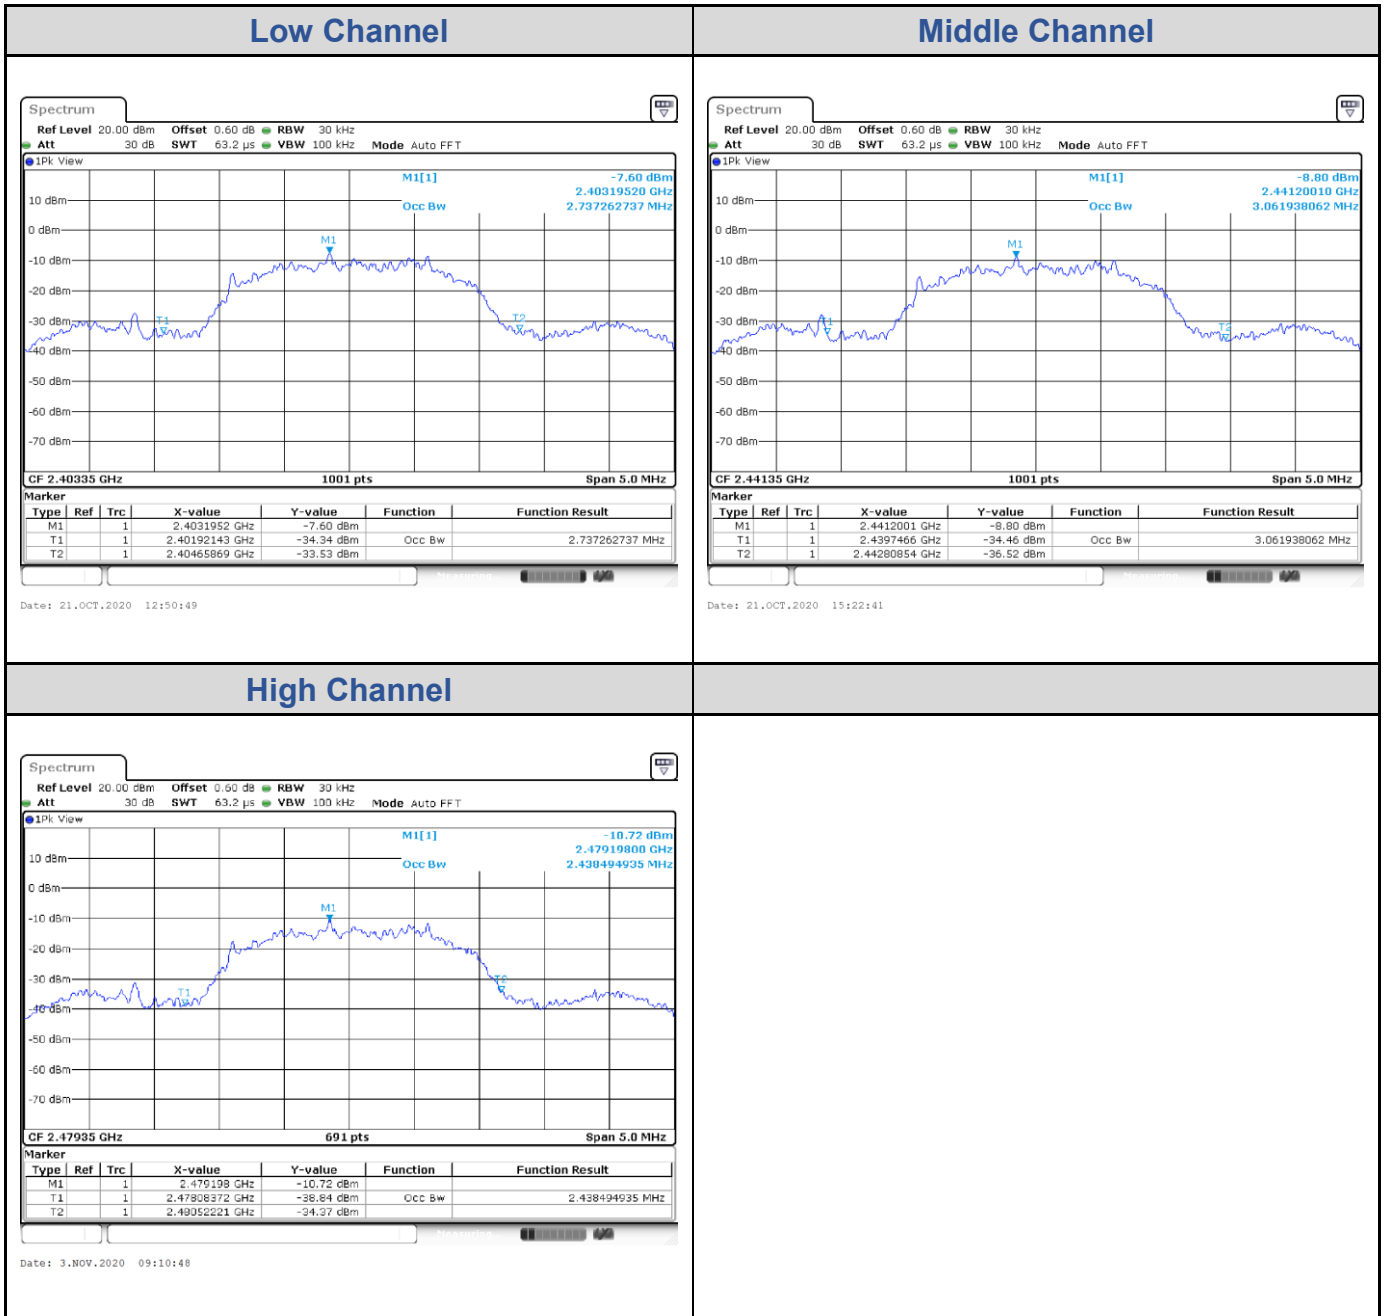 Low Channel
Middle Channel
Spectrum
Ref Level 20.00 dBm Offset 0.60 dB RBW 30 kHz
Att 30 dB SWT 63.2 µs VBW 100 kHz Mode Auto FFT
1Pk View
M1[1] -7.60 dBm
2.40319520 GHz
Occ Bw 2.737262737 MHz
10 dBm
0 dBm
M1
-10 dBm
-20 dBm
-30 dBm
T1
T2
-40 dBm
-50 dBm
-60 dBm
-70 dBm
CF 2.40335 GHz 1001 pts Span 5.0 MHz
Marker
Type Ref Trc X-value Y-value Function Function Result
M1 1 2.4031952 GHz -7.60 dBm
T1 1 2.40192143 GHz -34.34 dBm Occ Bw 2.737262737 MHz
T2 1 2.40465869 GHz -33.53 dBm
Measuring...
Date: 21.OCT.2020 12:50:49
Spectrum
Ref Level 20.00 dBm Offset 0.60 dB RBW 30 kHz
Att 30 dB SWT 63.2 µs VBW 100 kHz Mode Auto FFT
1Pk View
M1[1] -8.80 dBm
2.44120010 GHz
Occ Bw 3.061938062 MHz
10 dBm
0 dBm
M1
-10 dBm
-20 dBm
-30 dBm
T1
T2
-40 dBm
-50 dBm
-60 dBm
-70 dBm
CF 2.44135 GHz 1001 pts Span 5.0 MHz
Marker
Type Ref Trc X-value Y-value Function Function Result
M1 1 2.4412001 GHz -8.80 dBm
T1 1 2.4397466 GHz -34.46 dBm Occ Bw 3.061938062 MHz
T2 1 2.44280854 GHz -36.52 dBm
Measuring...
Date: 21.OCT.2020 15:22:41
High Channel
Spectrum
Ref Level 20.00 dBm Offset 0.60 dB RBW 30 kHz
Att 30 dB SWT 63.2 µs VBW 100 kHz Mode Auto FFT
1Pk View
M1[1] -10.72 dBm
2.47919800 GHz
Occ Bw 2.438494935 MHz
10 dBm
0 dBm
M1
-10 dBm
-20 dBm
-30 dBm
T1
T2
-40 dBm
-50 dBm
-60 dBm
-70 dBm
CF 2.47935 GHz 691 pts Span 5.0 MHz
Marker
Type Ref Trc X-value Y-value Function Function Result
M1 1 2.479198 GHz -10.72 dBm
T1 1 2.47808372 GHz -38.84 dBm Occ Bw 2.438494935 MHz
T2 1 2.48052221 GHz -34.37 dBm
Measuring...
Date: 3.NOV.2020 09:10:48